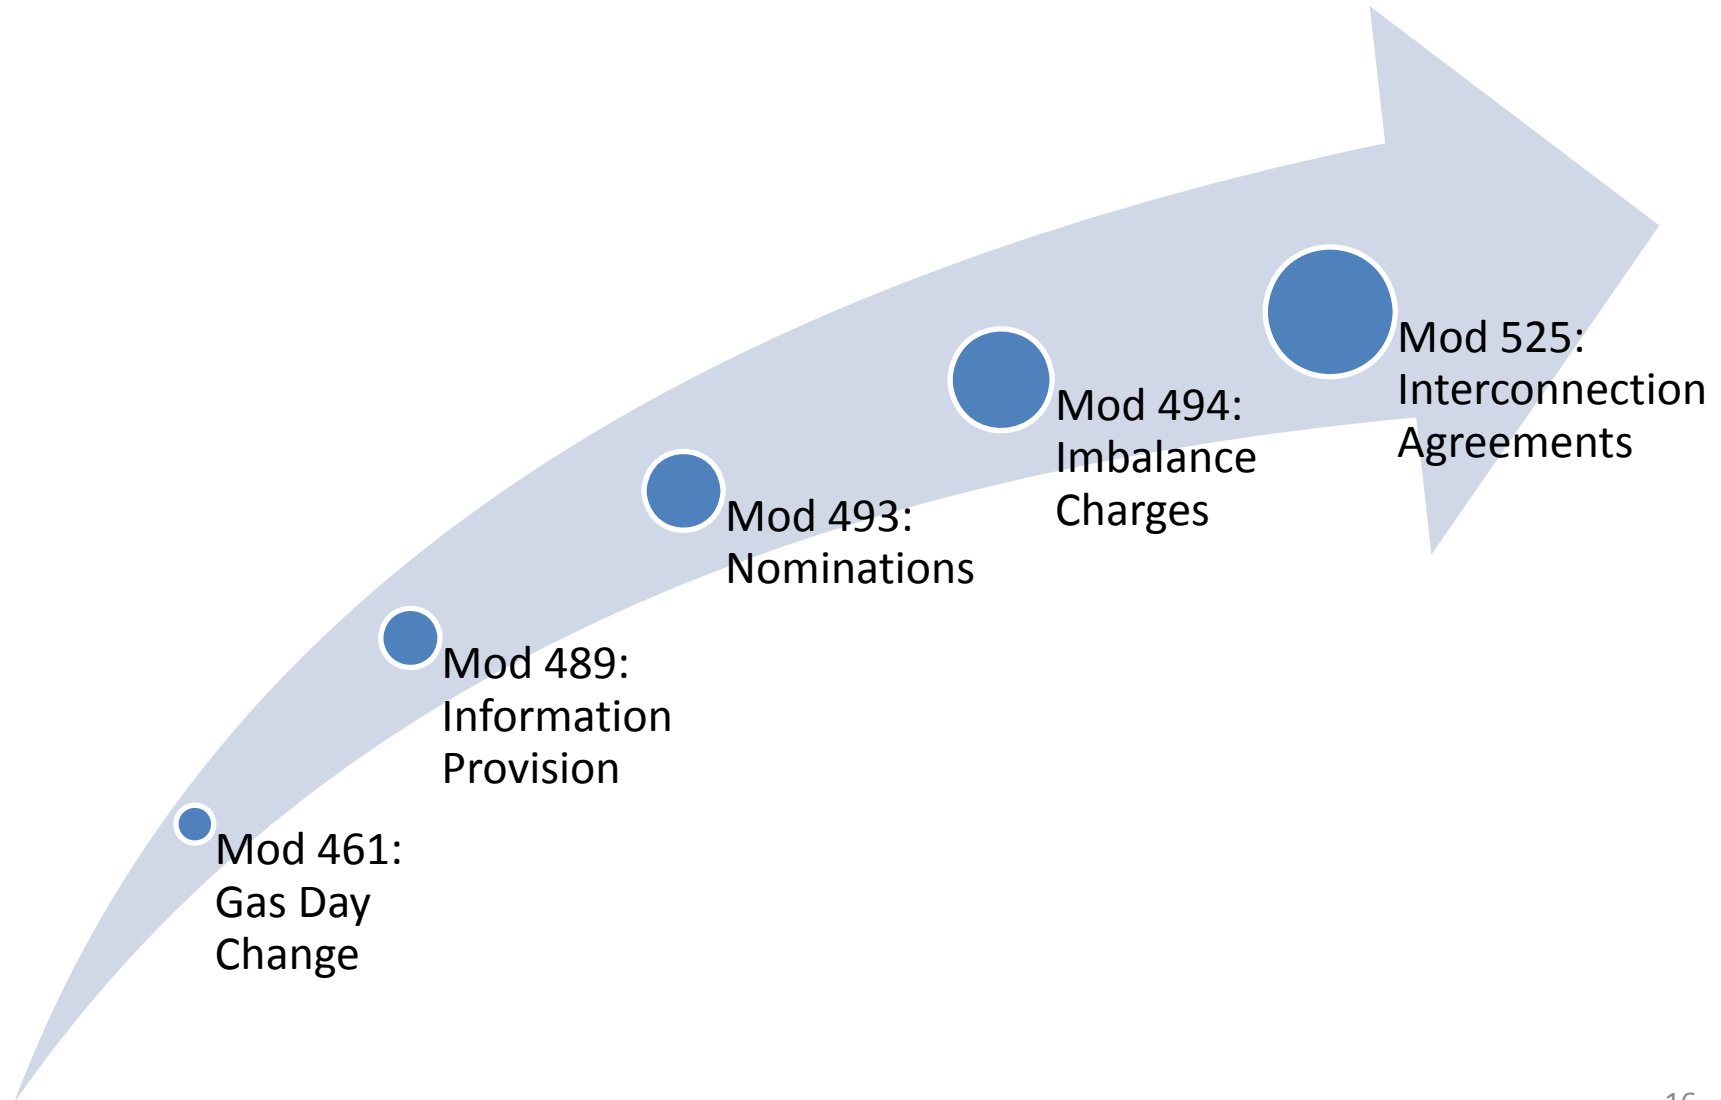 Mod 461:
Gas Day
Change
Mod 489:
Information
Provision
Mod 493:
Nominations
Mod 494:
Imbalance
Charges
Mod 525:
Interconnection
Agreements
16